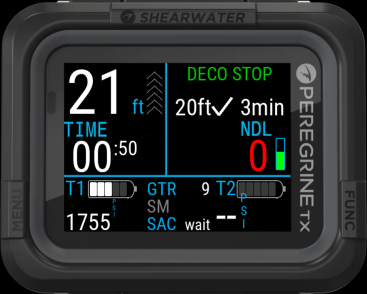 SHEARWATER
21 ft
DECO STOP
20ft✓ 3min
TIME
00:50
NDL
0
T1
PSI
1755
GTR 9
SM
SAC wait
T2
PSI
--
PEREGRINE TX
MENU
FUNC